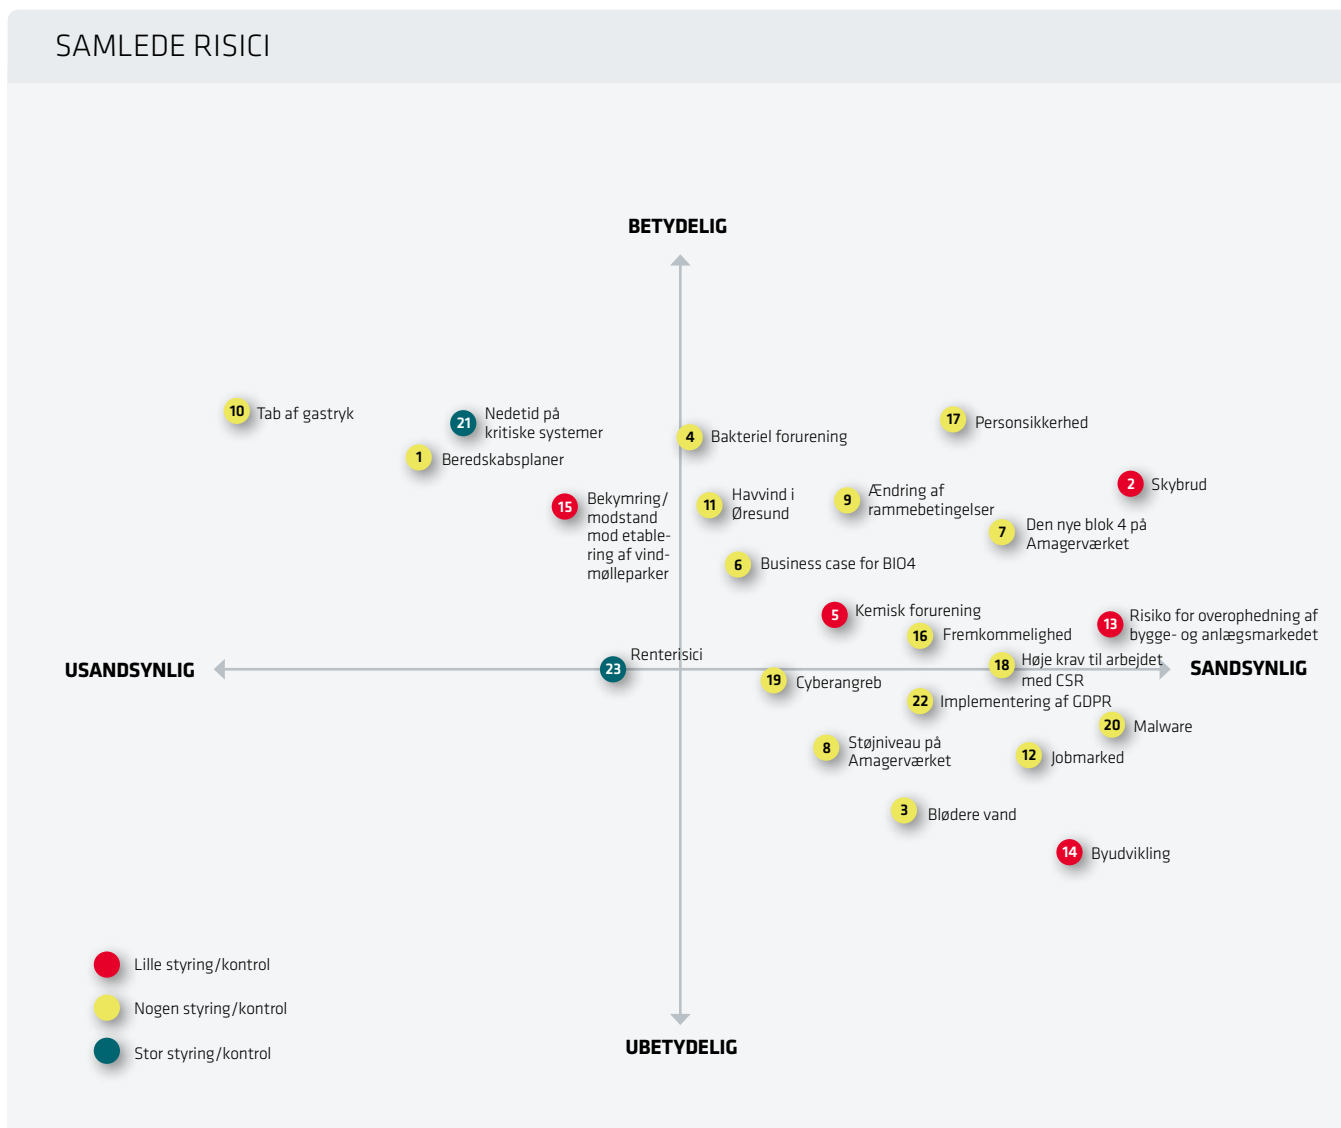 SAMLEDE RISICI
BETYDELIG
10 Tab af gastryk
21 Nedetid på
kritiske systemer
1 Beredskabsplaner
4 Bakteriel forurening
17 Personsikkerhed
2 Skybrud
15 Bekymring/
modstand
mod etable-
ring af vind-
mølleparker
11 Havvind i
Øresund
9 Ændring af
rammebetingelser
7 Den nye blok 4 på
Amagerværket
6 Business case for BIO4
5 Kemisk forurening
16 Fremkommelighed
13 Risiko for overophedning af
bygge- og anlægsmarkedet
USANDSYNLIG
23 Renterisici
18 Høje krav til arbejdet
med CSR
SANDSYNLIG
19 Cyberangreb
22 Implementering af GDPR
20 Malware
8 Støjniveau på
Amagerværket
12 Jobmarked
3 Blødere vand
14 Byudvikling
Lille styring/kontrol
Nogen styring/kontrol
Stor styring/kontrol
UBETYDELIG